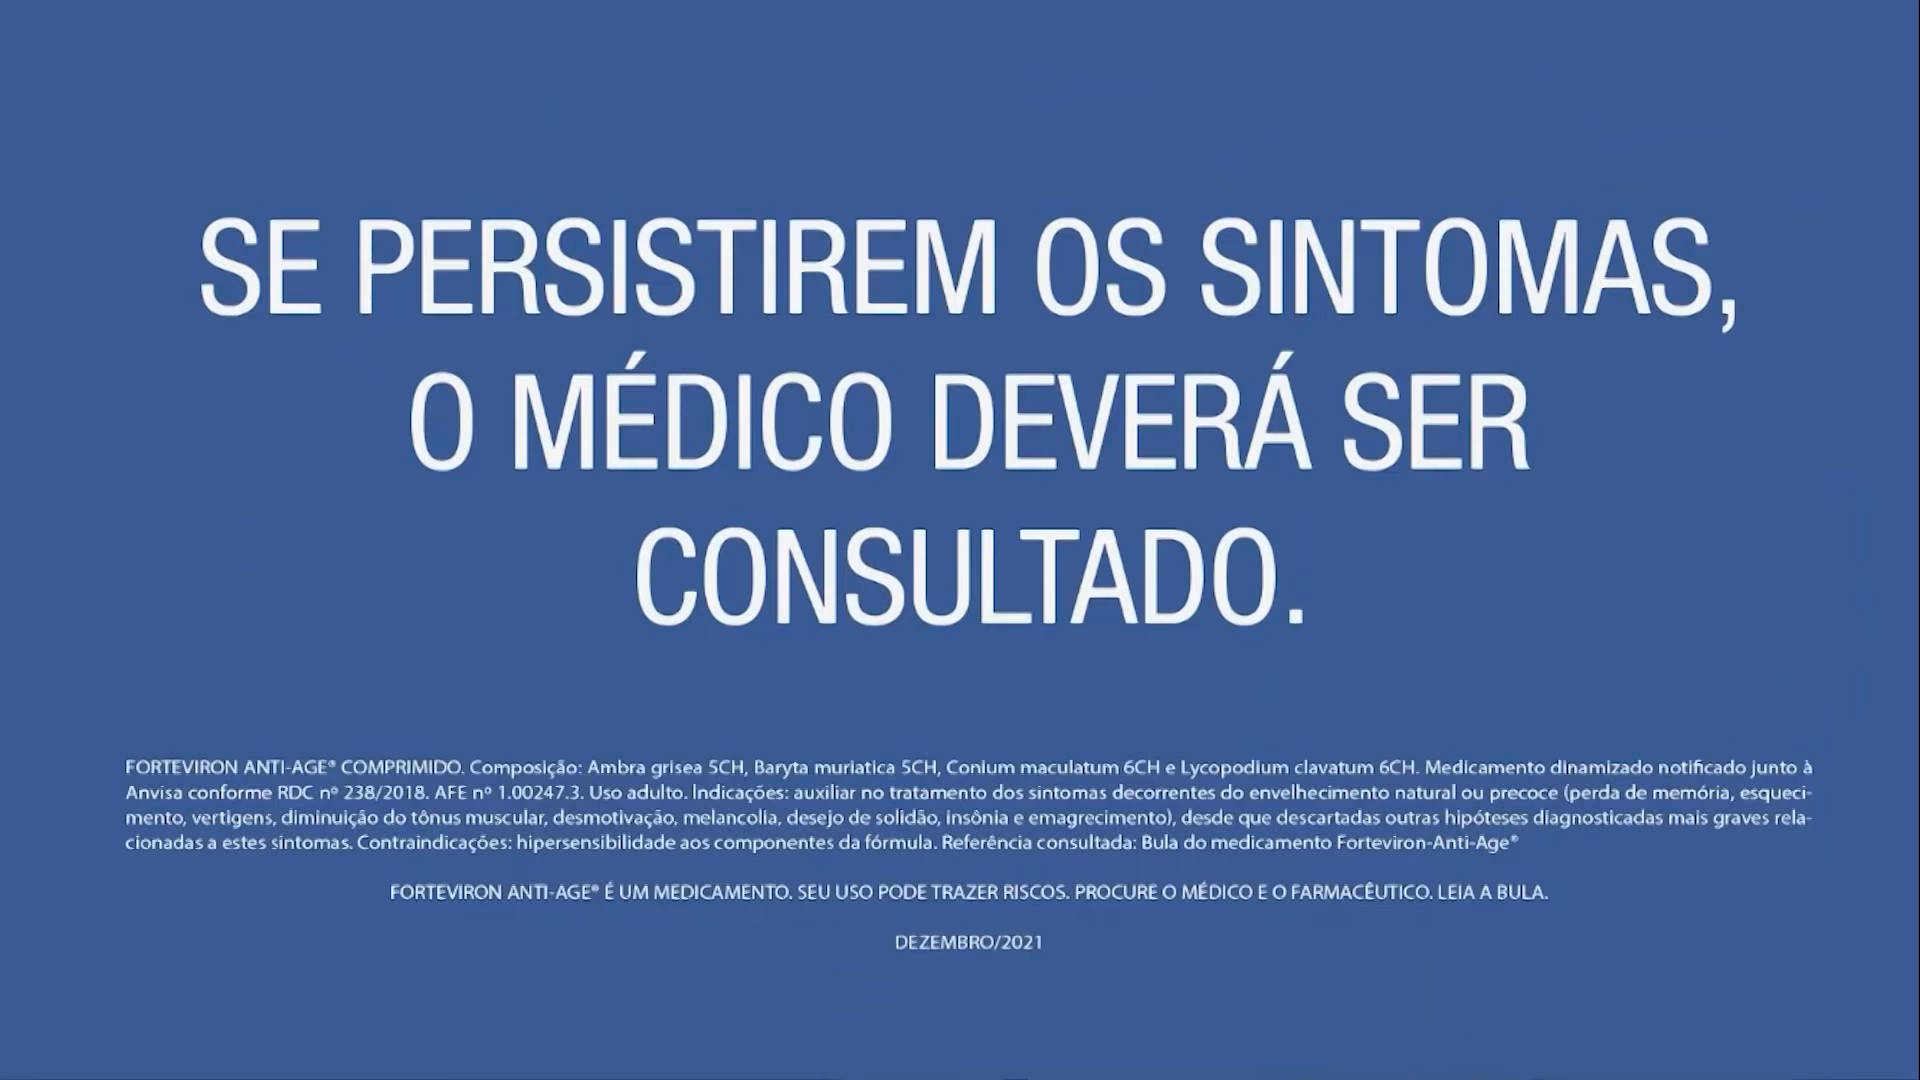 SE PERSISTIREM OS SINTOMAS,
O MÉDICO DEVERÁ SER
CONSULTADO.
FORTEVIRON ANTI-AGE® COMPRIMIDO. Composição: Ambra grisea 5CH, Baryta muriatica 5CH, Conium maculatum 6CH e Lycopodium clavatum 6CH. Medicamento dinamizado notificado junto à
Anvisa conforme RDC nº 238/2018. AFE nº 1.00247.3. Uso adulto. Indicações: auxiliar no tratamento dos sintomas decorrentes do envelhecimento natural ou precoce (perda de memória, esqueci-
mento, vertigens, diminuição do tônus muscular, desmotivação, melancolia, desejo de solidão, insônia e emagrecimento), desde que descartadas outras hipóteses diagnosticadas mais graves rela-
cionadas a estes sintomas. Contraindicações: hipersensibilidade aos componentes da fórmula. Referência consultada: Bula do medicamento Forteviron-Anti-Age®
FORTEVIRON ANTI-AGE® É UM MEDICAMENTO. SEU USO PODE TRAZER RISCOS. PROCURE O MÉDICO E O FARMACÊUTICO. LEIA A BULA.
DEZEMBRO/2021